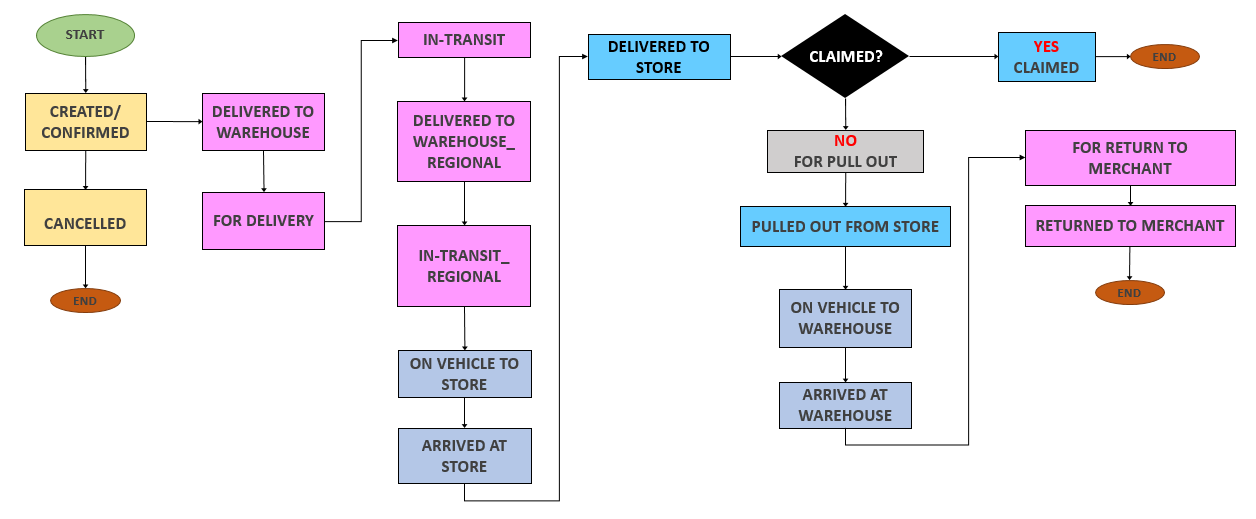 START
CREATED/
CONFIRMED
CANCELLED
END
DELIVERED TO
WAREHOUSE
FOR DELIVERY
IN-TRANSIT
DELIVERED TO
WAREHOUSE_
REGIONAL
IN-TRANSIT_
REGIONAL
ON VEHICLE TO
STORE
ARRIVED AT
STORE
DELIVERED TO
STORE
CLAIMED?
YES
CLAIMED
END
NO
FOR PULL OUT
PULLED OUT FROM STORE
ON VEHICLE TO
WAREHOUSE
ARRIVED AT
WAREHOUSE
FOR RETURN TO
MERCHANT
RETURNED TO MERCHANT
END